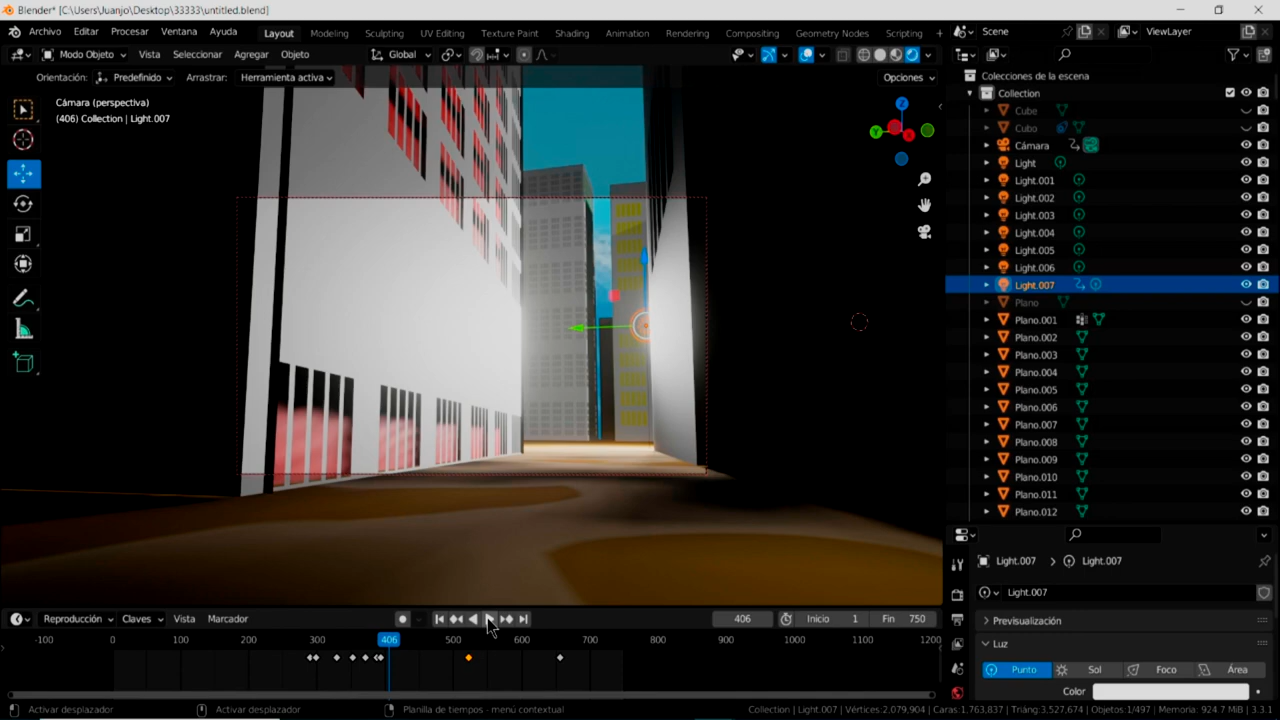 Blender* [C:\Users\Juanjo\Desktop\33333\untitled.blend]
Archivo Editar Procesar Ventana Ayuda Layout Modeling Sculpting UV Editing Texture Paint Shading Animation Rendering Compositing Geometry Nodes Scripting + Scene ViewLayer
Modo Objeto Vista Seleccionar Agregar Objeto Global
Orientación: Predefinido Arrastrar: Herramienta activa Opciones
Cámara (perspectiva)
(406) Collection | Light.007
Z
Y
Colecciones de la escena
Collection
Cube
Cubo
Cámara
Light
Light.001
Light.002
Light.003
Light.004
Light.005
Light.006
Light.007
Plano
Plano.001
Plano.002
Plano.003
Plano.004
Plano.005
Plano.006
Plano.007
Plano.008
Plano.009
Plano.010
Plano.011
Plano.012
Light.007 > Light.007
Light.007
Previsualización
Luz
Punto Sol Foco Área
Color
Reproducción Claves Vista Marcador 406 Inicio 1 Fin 750
-100 0 100 200 300 406 500 600 700 800 900 1000 1100 1200
Activar desplazador Activar desplazador Planilla de tiempos - menú contextual Collection | Light.007 | Vértices:2,079,904 | Caras:1,763,837 | Triáng:3,527,674 | Objetos:1/497 | Memoria: 924.7 MiB | 3.3.1